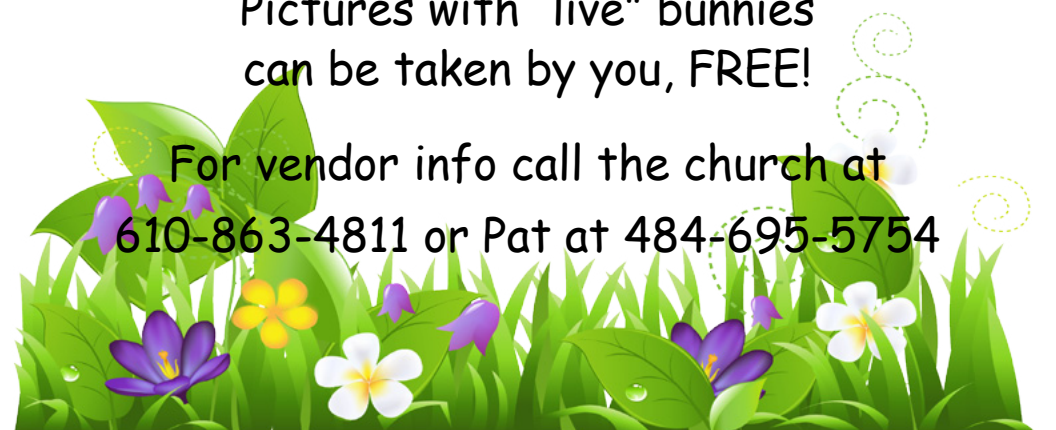 Pictures with "live" bunnies
can be taken by you, FREE!
For vendor info call the church at
610-863-4811 or Pat at 484-695-5754